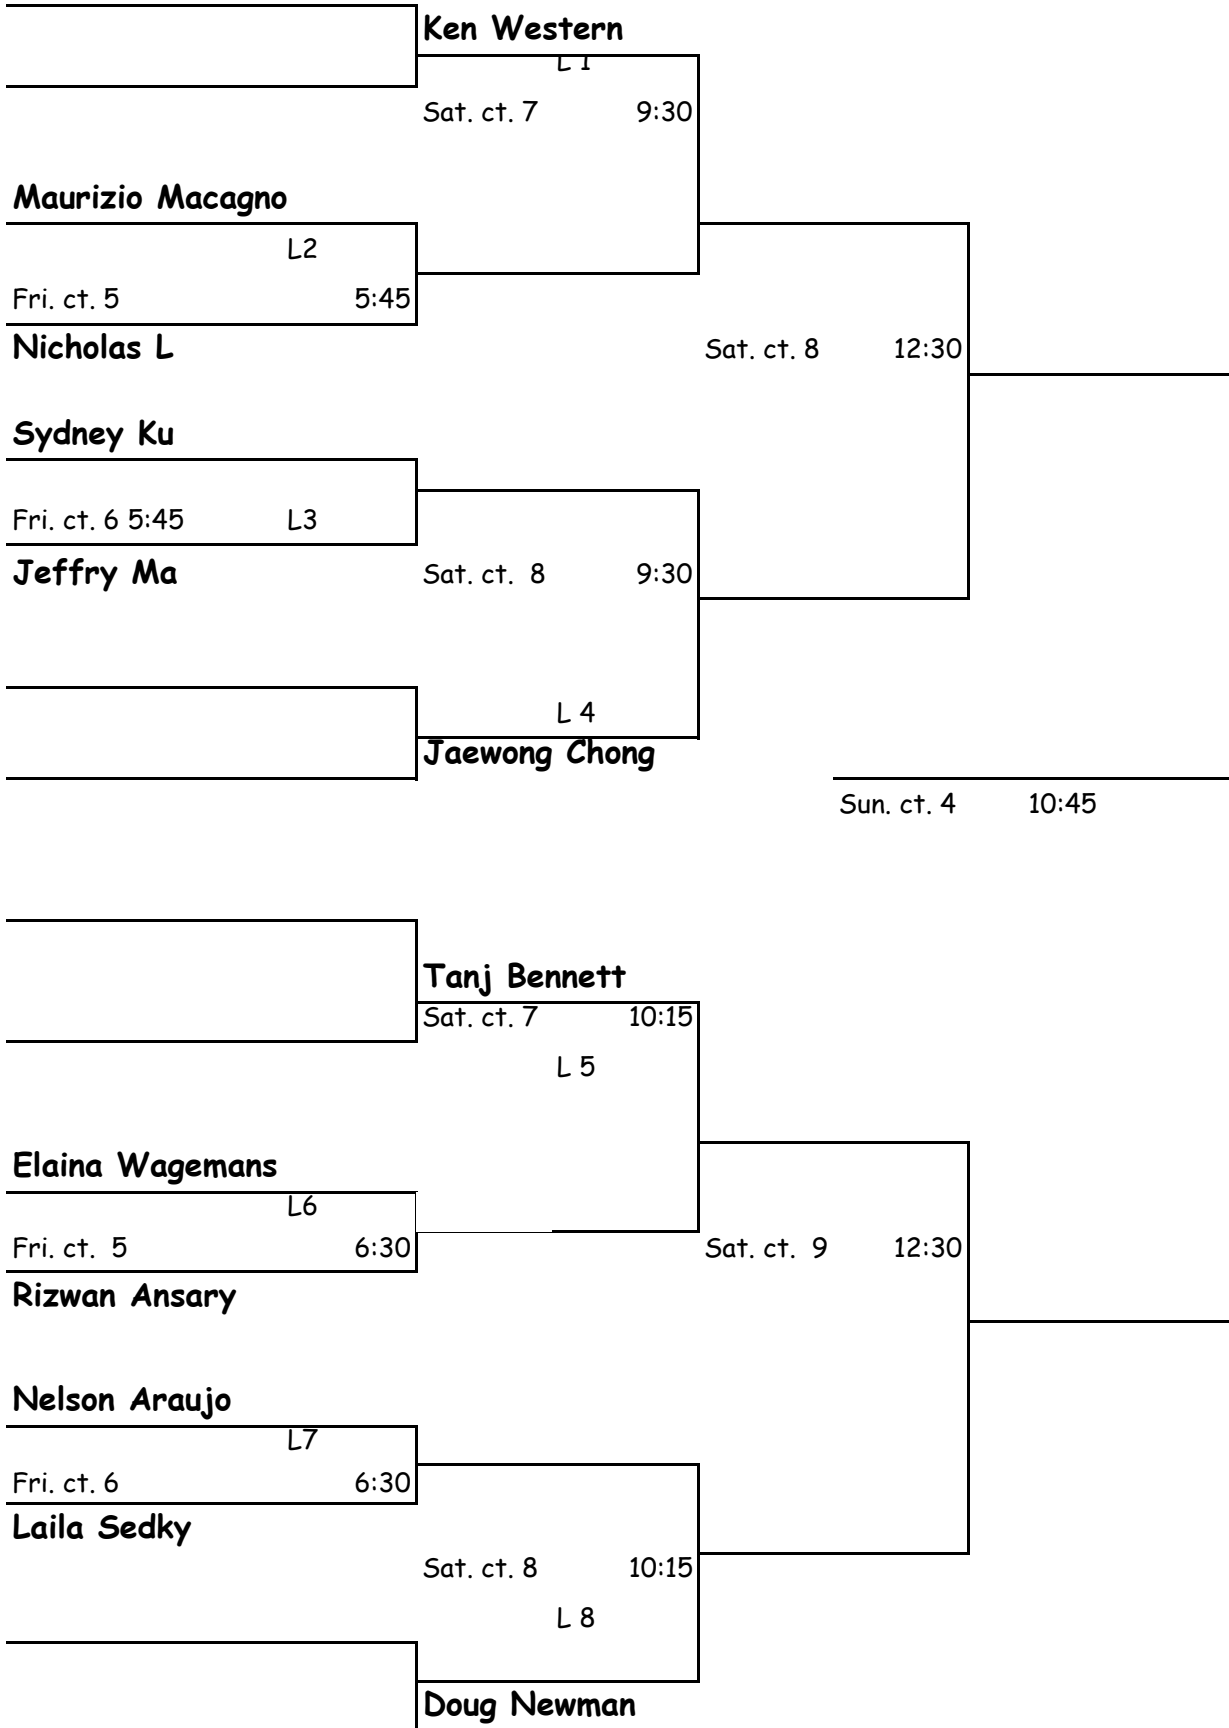 Ken Western
L 1
Sat. ct. 7 9:30
Maurizio Macagno
L2
Fri. ct. 5 5:45
Nicholas L
Sat. ct. 8 12:30
Sydney Ku
Fri. ct. 6 5:45 L3
Jeffry Ma
Sat. ct. 8 9:30
L 4
Jaewong Chong
Sun. ct. 4 10:45
Tanj Bennett
Sat. ct. 7 10:15
L 5
Elaina Wagemans
L6
Fri. ct. 5 6:30
Sat. ct. 9 12:30
Rizwan Ansary
Nelson Araujo
L7
Fri. ct. 6 6:30
Laila Sedky
Sat. ct. 8 10:15
L 8
Doug Newman